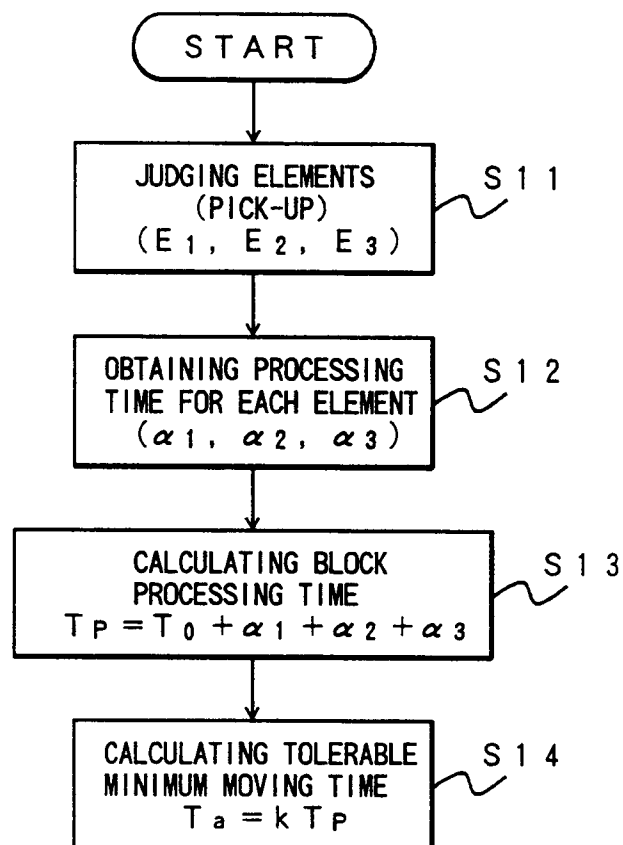 START
JUDGING ELEMENTS
(PICK-UP)
(E1, E2, E3)
S11
OBTAINING PROCESSING
TIME FOR EACH ELEMENT
(α1, α2, α3)
S12
CALCULATING BLOCK
PROCESSING TIME
TP = T0 + α1 + α2 + α3
S13
CALCULATING TOLERABLE
MINIMUM MOVING TIME
Ta = k TP
S14